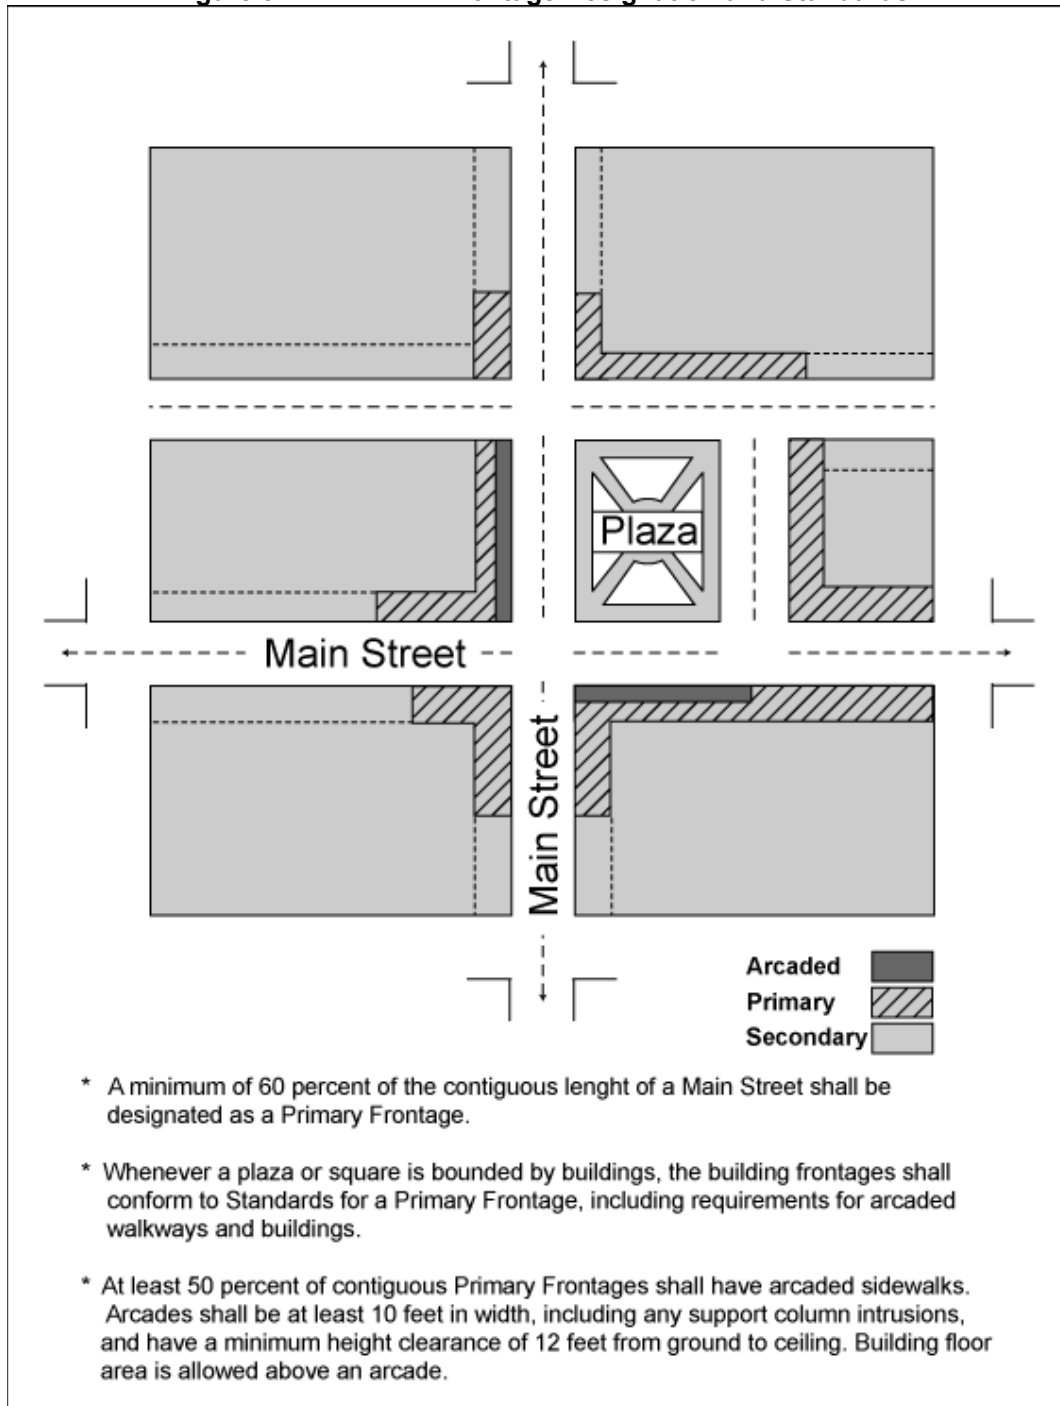 Plaza
Main Street
Main Street
Arcaded
Primary
Secondary
* A minimum of 60 percent of the contiguous lenght of a Main Street shall be
designated as a Primary Frontage.
* Whenever a plaza or square is bounded by buildings, the building frontages shall
conform to Standards for a Primary Frontage, including requirements for arcaded
walkways and buildings.
* At least 50 percent of contiguous Primary Frontages shall have arcaded sidewalks.
Arcades shall be at least 10 feet in width, including any support column intrusions,
and have a minimum height clearance of 12 feet from ground to ceiling. Building floor
area is allowed above an arcade.